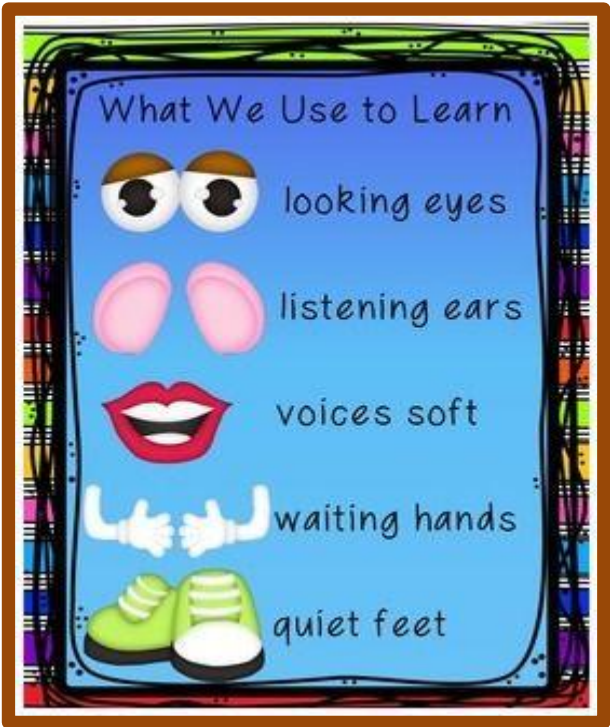 What We Use to Learn
looking eyes
listening ears
voices soft
waiting hands
quiet feet